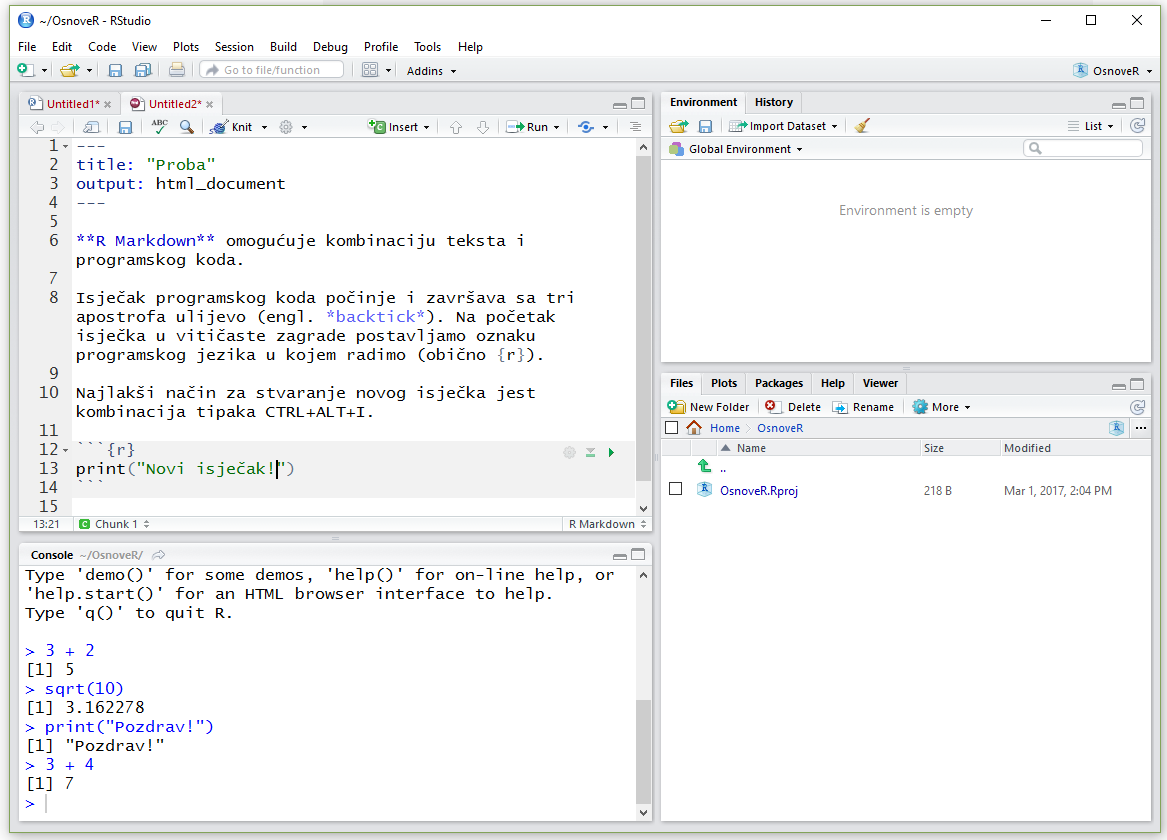 ~/OsnoveR - RStudio
File Edit Code View Plots Session Build Debug Profile Tools Help
Go to file/function Addins OsnoveR
Untitled1* Untitled2*
ABC Knit Insert Run
1 ---
2 title: "Proba"
3 output: html_document
4 ---
5
6 **R Markdown** omogućuje kombinaciju teksta i
programskog koda.
7
8 Isječak programskog koda počinje i završava sa tri
apostrofa ulijevo (engl. *backtick*). Na početak
isječka u vitičaste zagrade postavljamo oznaku
programskog jezika u kojem radimo (obično {r}).
9
10 Najlakši način za stvaranje novog isječka jest
kombinacija tipaka CTRL+ALT+I.
11
12 ```{r}
13 print("Novi isječak!")
14 ```
15
13:21 C Chunk 1 R Markdown
Console ~/OsnoveR/
Type 'demo()' for some demos, 'help()' for on-line help, or
'help.start()' for an HTML browser interface to help.
Type 'q()' to quit R.
> 3 + 2
[1] 5
> sqrt(10)
[1] 3.162278
> print("Pozdrav!")
[1] "Pozdrav!"
> 3 + 4
[1] 7
>
Environment History
Import Dataset List
Global Environment
Environment is empty
Files Plots Packages Help Viewer
New Folder Delete Rename More
Home OsnoveR
Name Size Modified
..
OsnoveR.Rproj 218 B Mar 1, 2017, 2:04 PM